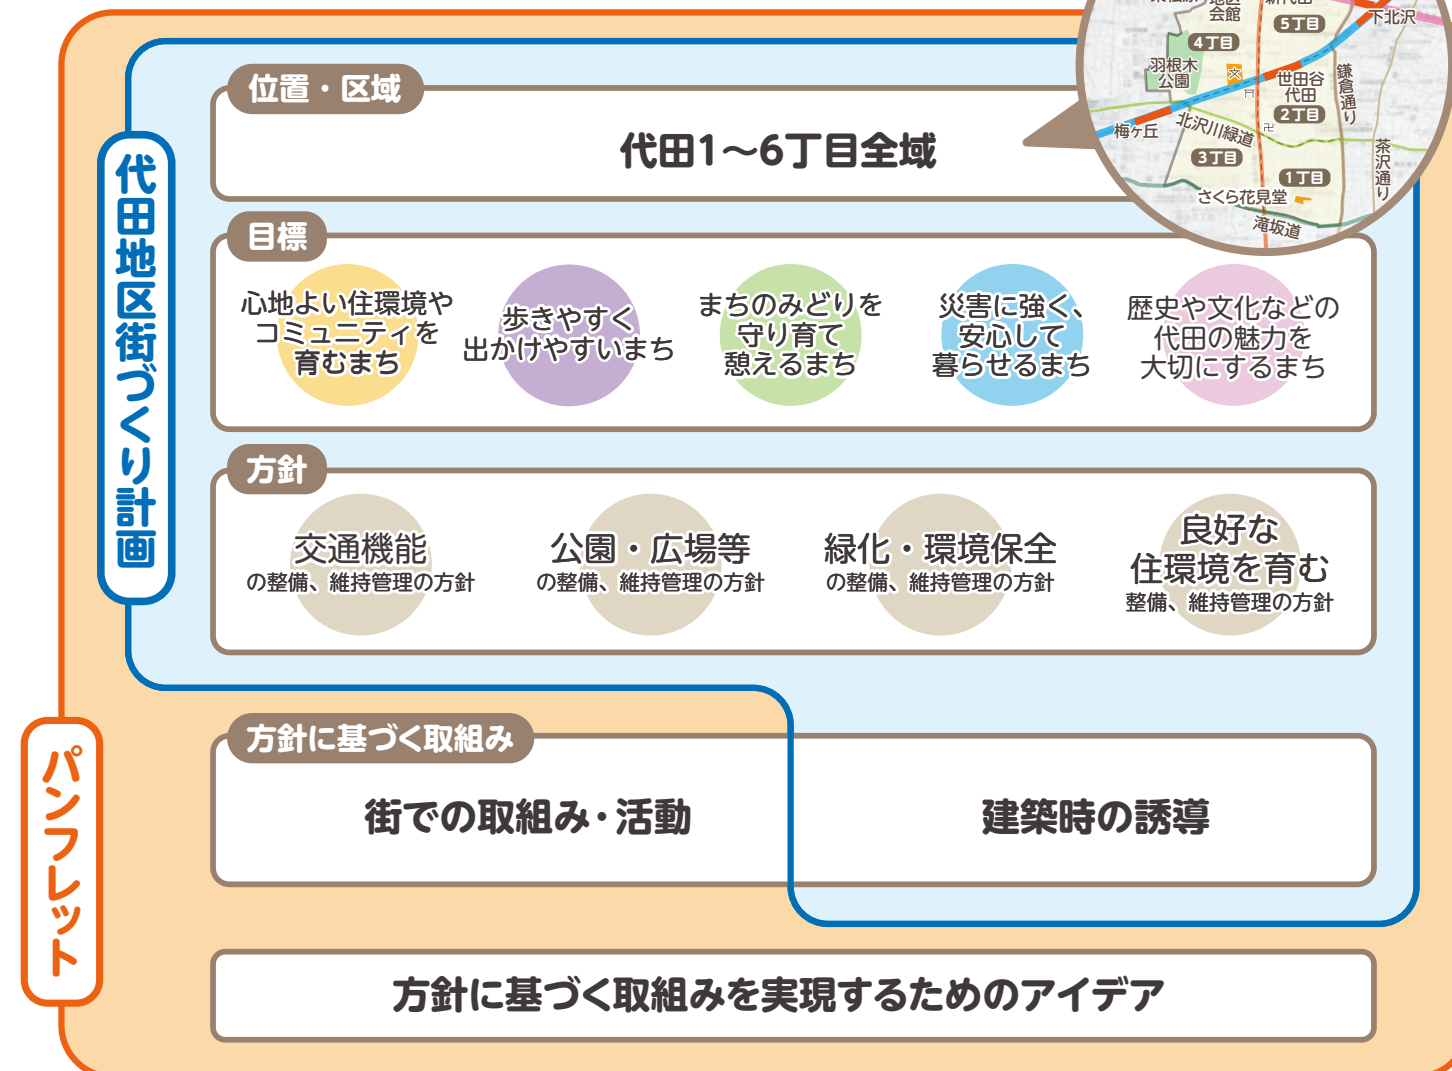 代田地区街づくり計画
パンフレット
位置・区域
代田1～6丁目全域
会館
新代田
下北沢
5丁目
4丁目
羽根木
公園
世田谷
代田
鎌倉通り
2丁目
梅ヶ丘
北沢川緑道
3丁目
茶沢通り
1丁目
さくら花見堂
滝坂道
目標
心地よい住環境や
コミュニティを
育むまち
歩きやすく
出かけやすいまち
まちのみどりを
守り育て
憩えるまち
災害に強く、
安心して
暮らせるまち
歴史や文化などの
代田の魅力を
大切にするまち
方針
交通機能
の整備、維持管理の方針
公園・広場等
の整備、維持管理の方針
緑化・環境保全
の整備、維持管理の方針
良好な
住環境を育む
整備、維持管理の方針
方針に基づく取組み
街での取組み・活動
建築時の誘導
方針に基づく取組みを実現するためのアイデア